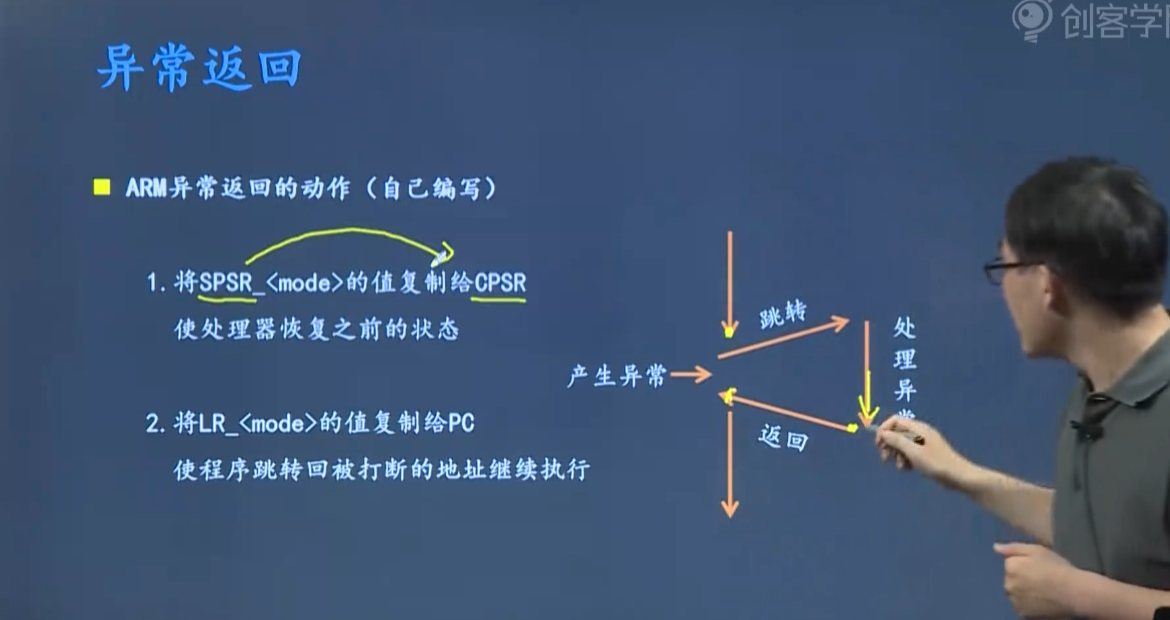 创客学
异常返回
ARM异常返回的动作（自己编写）
1.将SPSR_<mode>的值复制给CPSR
使处理器恢复之前的状态
2.将LR_<mode>的值复制给PC
使程序跳转回被打断的地址继续执行
跳转
产生异常
返回
处理异